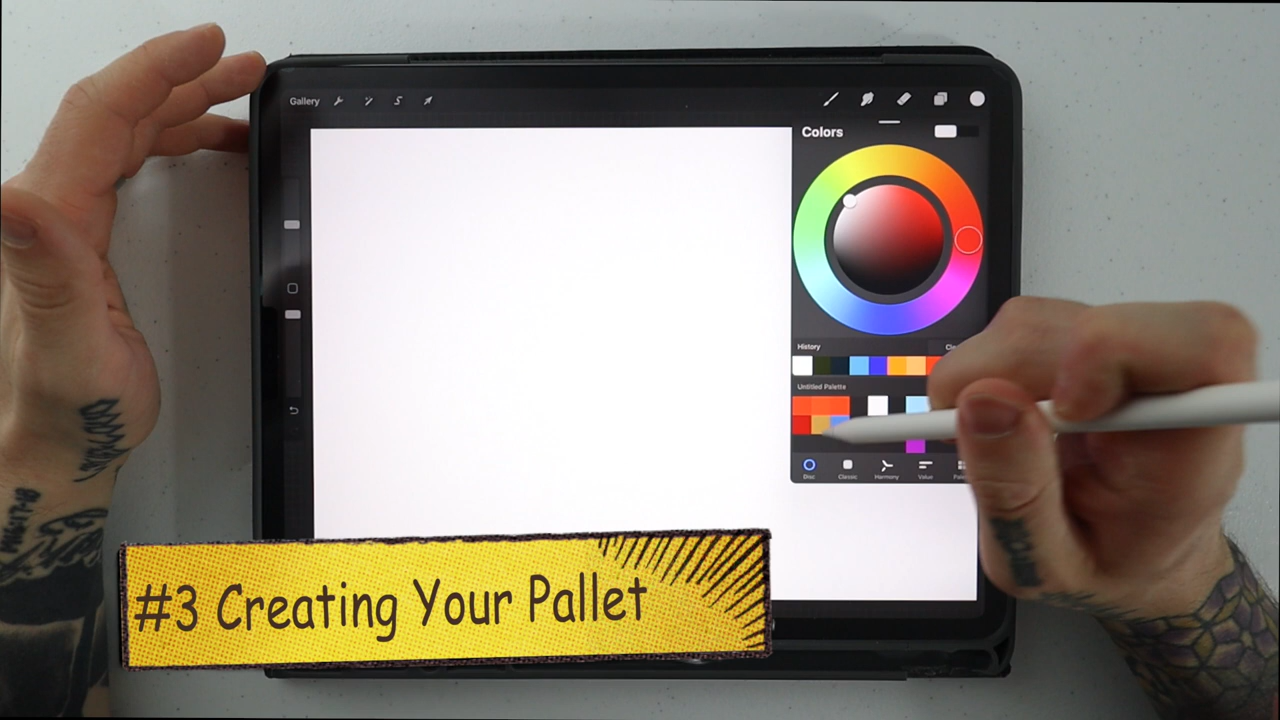 Gallery
Colors
History
Untitled Palette
Disc
Classic
Harmony
Value
#3 Creating Your Pallet